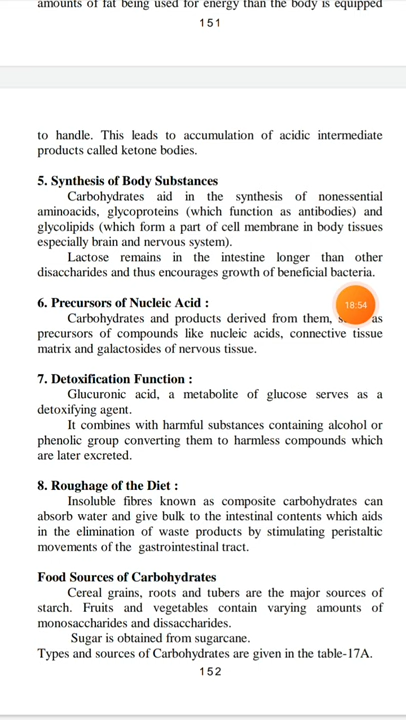 amounts of fat being used for energy than the body is equipped
151
to handle. This leads to accumulation of acidic intermediate
products called ketone bodies.
5. Synthesis of Body Substances
Carbohydrates aid in the synthesis of nonessential
aminoacids, glycoproteins (which function as antibodies) and
glycolipids (which form a part of cell membrane in body tissues
especially brain and nervous system).
Lactose remains in the intestine longer than other
disaccharides and thus encourages growth of beneficial bacteria.
6. Precursors of Nucleic Acid :
18:54
Carbohydrates and products derived from them, as
precursors of compounds like nucleic acids, connective tissue
matrix and galactosides of nervous tissue.
7. Detoxification Function :
Glucuronic acid, a metabolite of glucose serves as a
detoxifying agent.
It combines with harmful substances containing alcohol or
phenolic group converting them to harmless compounds which
are later excreted.
8. Roughage of the Diet :
Insoluble fibres known as composite carbohydrates can
absorb water and give bulk to the intestinal contents which aids
in the elimination of waste products by stimulating peristaltic
movements of the gastrointestinal tract.
Food Sources of Carbohydrates
Cereal grains, roots and tubers are the major sources of
starch. Fruits and vegetables contain varying amounts of
monosaccharides and dissaccharides.
Sugar is obtained from sugarcane.
Types and sources of Carbohydrates are given in the table-17A.
152